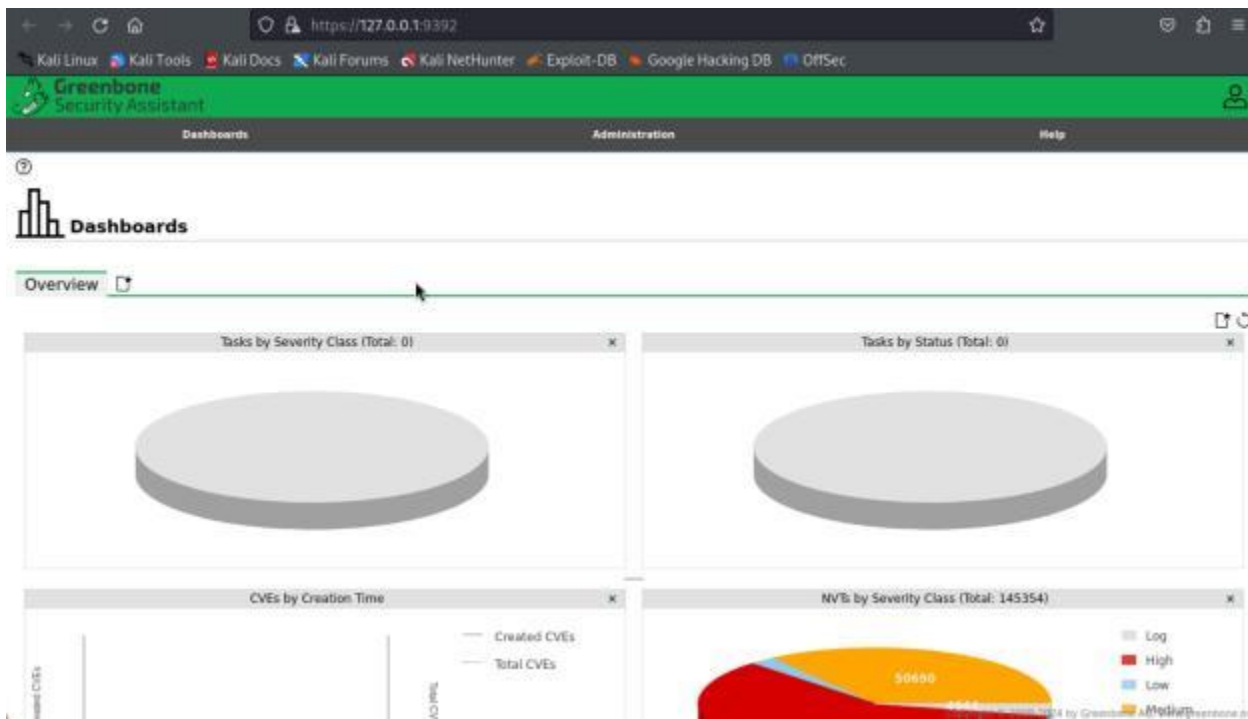 https://127.0.0.1:9392
Kali Linux Kali Tools Kali Docs Kali Forums Kali NetHunter Exploit-DB Google Hacking DB OffSec
Greenbone
Security Assistant
Dashboards Administration Help
Dashboards
Overview
Tasks by Severity Class (Total: 0) Tasks by Status (Total: 0)
CVEs by Creation Time NVTs by Severity Class (Total: 145354)
Created CVEs
Total CVEs
Log
High
Low
Medium
50650